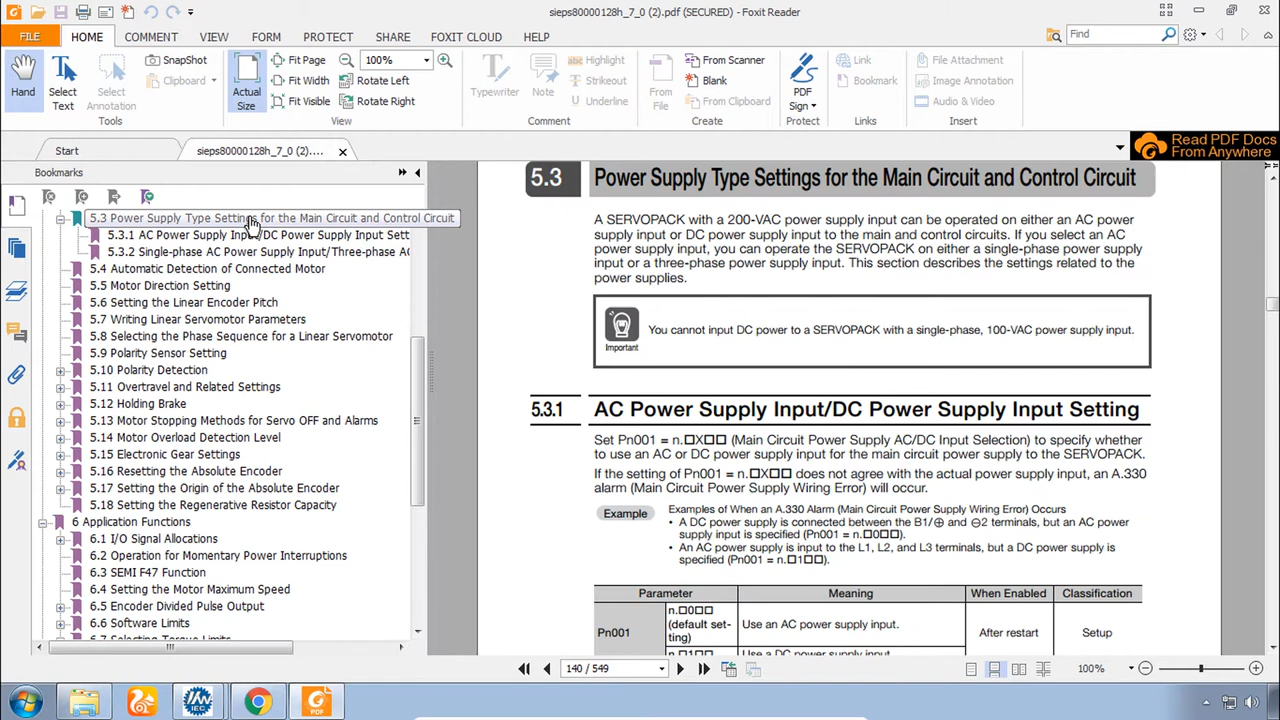 sieps80000128h_7_0 (2).pdf (SECURED) - Foxit Reader
FILE HOME COMMENT VIEW FORM PROTECT SHARE FOXIT CLOUD HELP
Find
Hand
Select Text
Select Annotation
SnapShot
Clipboard
Tools
Actual Size
Fit Page
Fit Width
Fit Visible
100%
Rotate Left
Rotate Right
View
Typewriter
Note
Highlight
Strikeout
Underline
Comment
From File
From Scanner
Blank
From Clipboard
Create
PDF Sign
Protect
Link
Bookmark
Links
File Attachment
Image Annotation
Audio & Video
Insert
Start
sieps80000128h_7_0 (2)....
Read PDF Docs
From Anywhere
Bookmarks
5.3 Power Supply Type Settings for the Main Circuit and Control Circuit
5.3.1 AC Power Supply Input/DC Power Supply Input Sett
5.3.2 Single-phase AC Power Supply Input/Three-phase AC
5.4 Automatic Detection of Connected Motor
5.5 Motor Direction Setting
5.6 Setting the Linear Encoder Pitch
5.7 Writing Linear Servomotor Parameters
5.8 Selecting the Phase Sequence for a Linear Servomotor
5.9 Polarity Sensor Setting
5.10 Polarity Detection
5.11 Overtravel and Related Settings
5.12 Holding Brake
5.13 Motor Stopping Methods for Servo OFF and Alarms
5.14 Motor Overload Detection Level
5.15 Electronic Gear Settings
5.16 Resetting the Absolute Encoder
5.17 Setting the Origin of the Absolute Encoder
5.18 Setting the Regenerative Resistor Capacity
6 Application Functions
6.1 I/O Signal Allocations
6.2 Operation for Momentary Power Interruptions
6.3 SEMI F47 Function
6.4 Setting the Motor Maximum Speed
6.5 Encoder Divided Pulse Output
6.6 Software Limits
6.7 Selecting Torque Limits
5.3 Power Supply Type Settings for the Main Circuit and Control Circuit
A SERVOPACK with a 200-VAC power supply input can be operated on either an AC power
supply input or DC power supply input to the main and control circuits. If you select an AC
power supply input, you can operate the SERVOPACK on either a single-phase power supply
input or a three-phase power supply input. This section describes the settings related to the
power supplies.
You cannot input DC power to a SERVOPACK with a single-phase, 100-VAC power supply input.
Important
5.3.1 AC Power Supply Input/DC Power Supply Input Setting
Set Pn001 = n.□X□□ (Main Circuit Power Supply AC/DC Input Selection) to specify whether
to use an AC or DC power supply input for the main circuit power supply to the SERVOPACK.
If the setting of Pn001 = n.□X□□ does not agree with the actual power supply input, an A.330
alarm (Main Circuit Power Supply Wiring Error) will occur.
Example
Examples of When an A.330 Alarm (Main Circuit Power Supply Wiring Error) Occurs
• A DC power supply is connected between the B1/⊕ and ⊖2 terminals, but an AC power
supply input is specified (Pn001 = n.□0□□).
• An AC power supply is input to the L1, L2, and L3 terminals, but a DC power supply is
specified (Pn001 = n.□1□□).
Parameter Meaning When Enabled Classification
Pn001
n.□0□□
(default set-
ting)
Use an AC power supply input.
After restart
Setup
n.□1□□
Use a DC power supply input.
140 / 549
100%